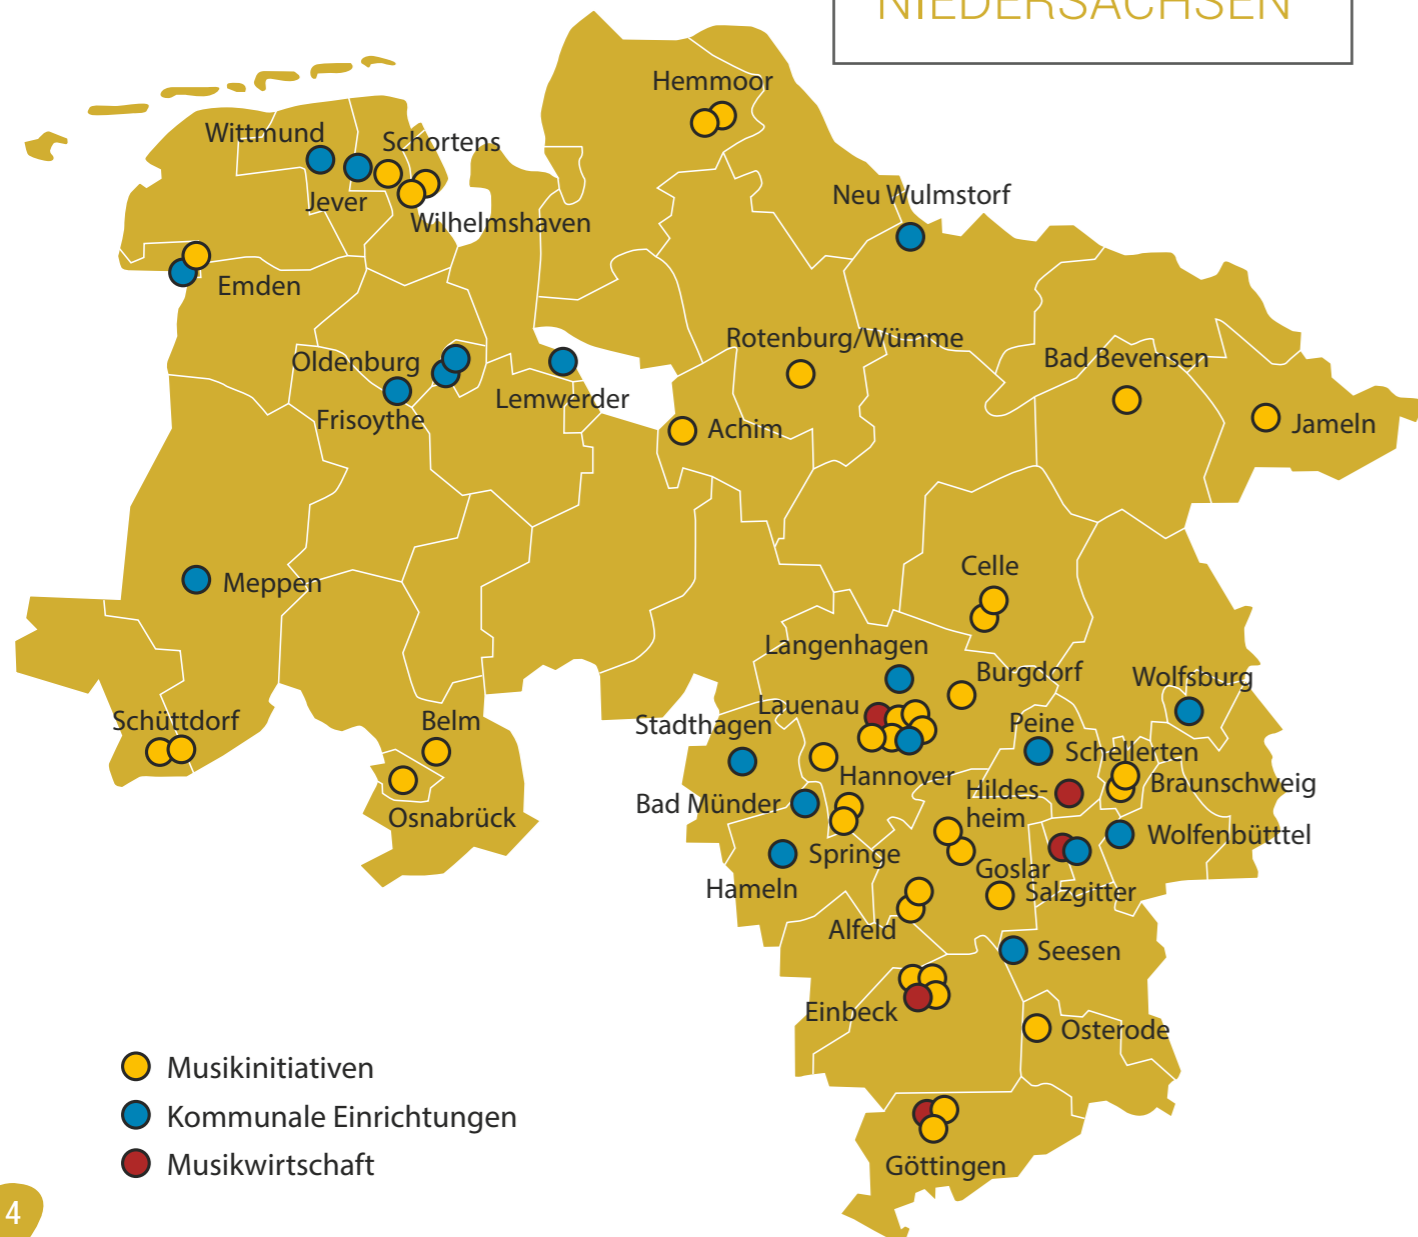 NIEDERSACHSEN
Hemmoor
Wittmund
Schortens
Jever
Wilhelmshaven
Neu Wulmstorf
Emden
Rotenburg/Wümme
Oldenburg
Bad Bevensen
Lemwerder
Frisoythe
Achim
Jameln
Celle
Meppen
Langenhagen
Burgdorf
Wolfsburg
Lauenau
Schüttdorf
Belm
Stadthagen
Peine
Schellerten
Hannover
Braunschweig
Hildes-
heim
Bad Münder
Osnabrück
Wolfenbütttel
Springe
Goslar
Hameln
Salzgitter
Alfeld
Seesen
Einbeck
Osterode
Musikinitiativen
Kommunale Einrichtungen
Musikwirtschaft
Göttingen
4